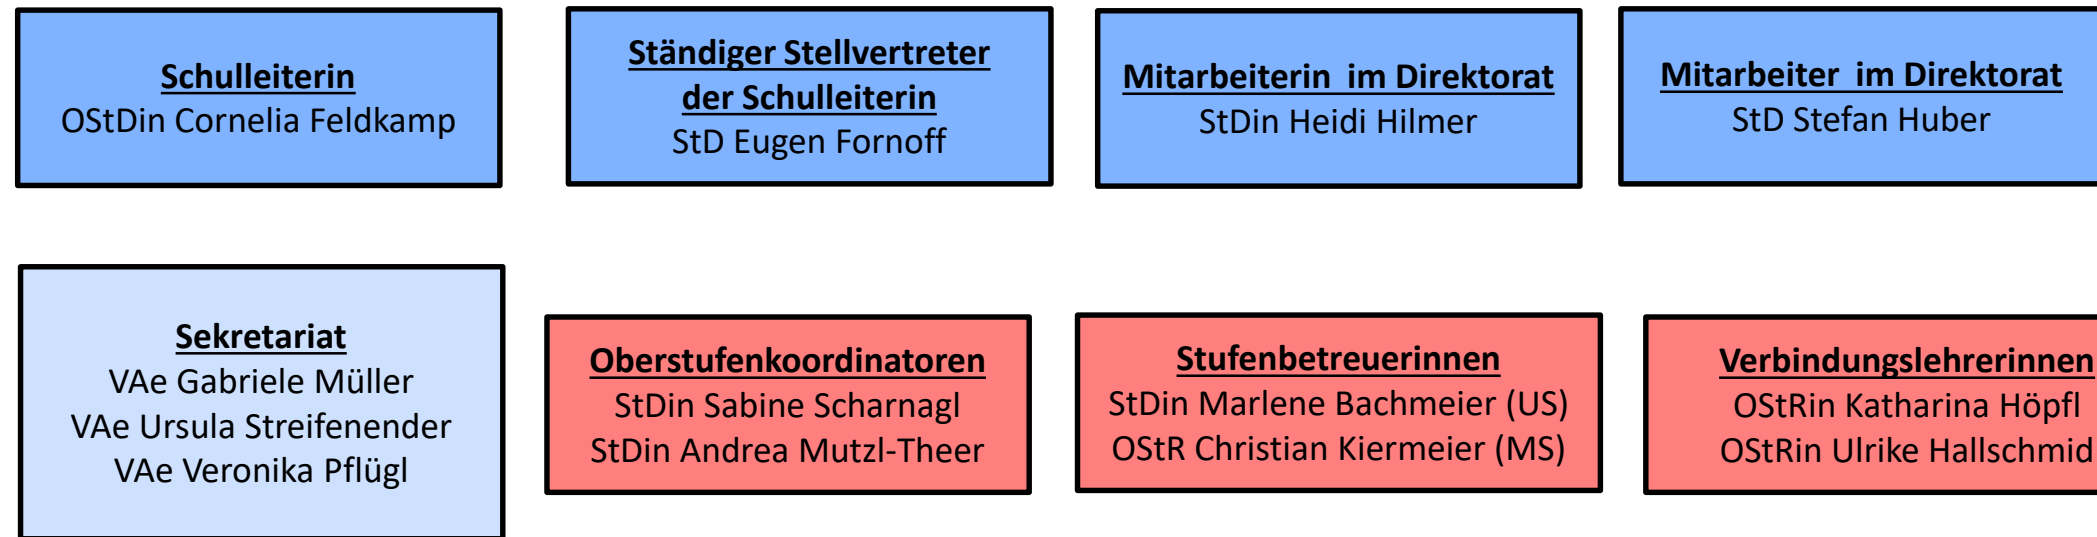 Schulleiterin
OStDin Cornelia Feldkamp
Ständiger Stellvertreter
der Schulleiterin
StD Eugen Fornoff
Mitarbeiterin  im Direktorat
StDin Heidi Hilmer
Mitarbeiter  im Direktorat
StD Stefan Huber
Sekretariat
VAe Gabriele Müller
VAe Ursula Streifenender
VAe Veronika Pflügl
Oberstufenkoordinatoren
StDin Sabine Scharnagl
StDin Andrea Mutzl-Theer
Stufenbetreuerinnen
StDin Marlene Bachmeier (US)
OStR Christian Kiermeier (MS)
Verbindungslehrerinnen
OStRin Katharina Höpfl
OStRin Ulrike Hallschmid